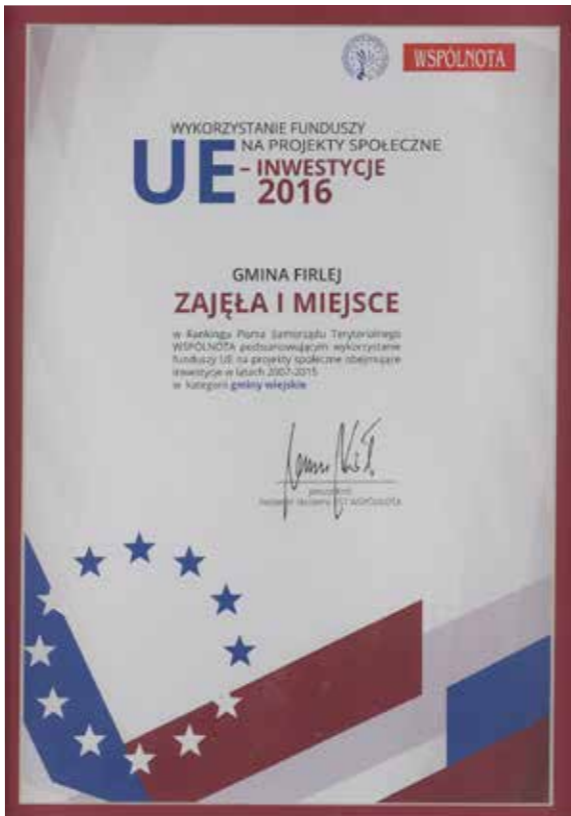 WSPÓLNOTA
WYKORZYSTANIE FUNDUSZY
UE NA PROJEKTY SPOŁECZNE
– INWESTYCJE
2016
GMINA FIRLEJ
ZAJĘŁA I MIEJSCE
w Rankingu Pisma Samorządu Terytorialnego
WSPÓLNOTA podsumowującym wykorzystanie
funduszy UE na projekty społeczne obejmujące
inwestycje w latach 2007-2015
w kategorii gminy wiejskie
WSPÓLNOTA